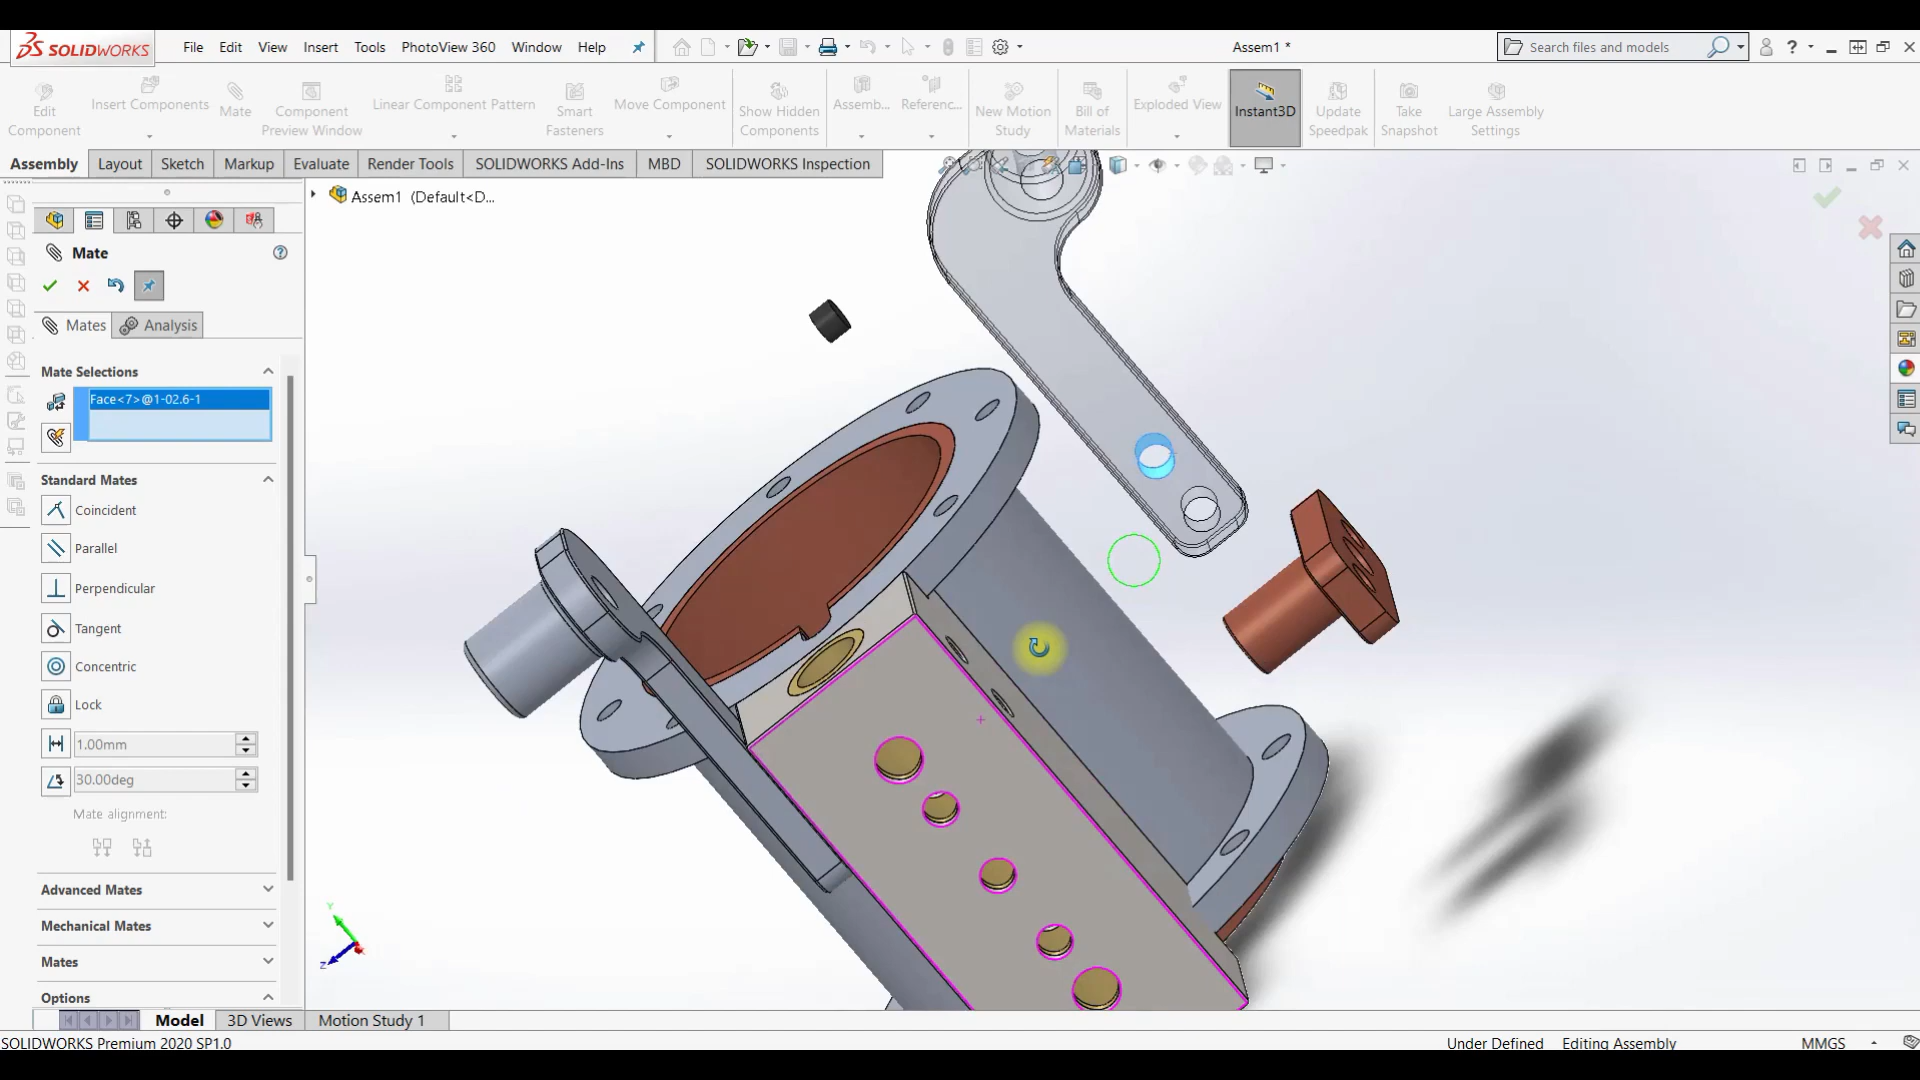 SOLIDWORKS File Edit View Insert Tools PhotoView 360 Window Help Assem1 * Search files and models ?
Edit Component
Insert Components
Mate
Component Preview Window
Linear Component Pattern
Smart Fasteners
Move Component
Show Hidden Components
Assemb...
Referenc...
New Motion Study
Bill of Materials
Exploded View
Instant3D
Update Speedpak
Take Snapshot
Large Assembly Settings
Assembly Layout Sketch Markup Evaluate Render Tools SOLIDWORKS Add-Ins MBD SOLIDWORKS Inspection
Assem1 (Default<D...
Mate ?
Mates Analysis
Mate Selections
Face<7>@1-02.6-1
Standard Mates
Coincident
Parallel
Perpendicular
Tangent
Concentric
Lock
1.00mm
30.00deg
Mate alignment:
Advanced Mates
Mechanical Mates
Mates
Options
Y
Z
Model 3D Views Motion Study 1
SOLIDWORKS Premium 2020 SP1.0 Under Defined Editing Assembly MMGS